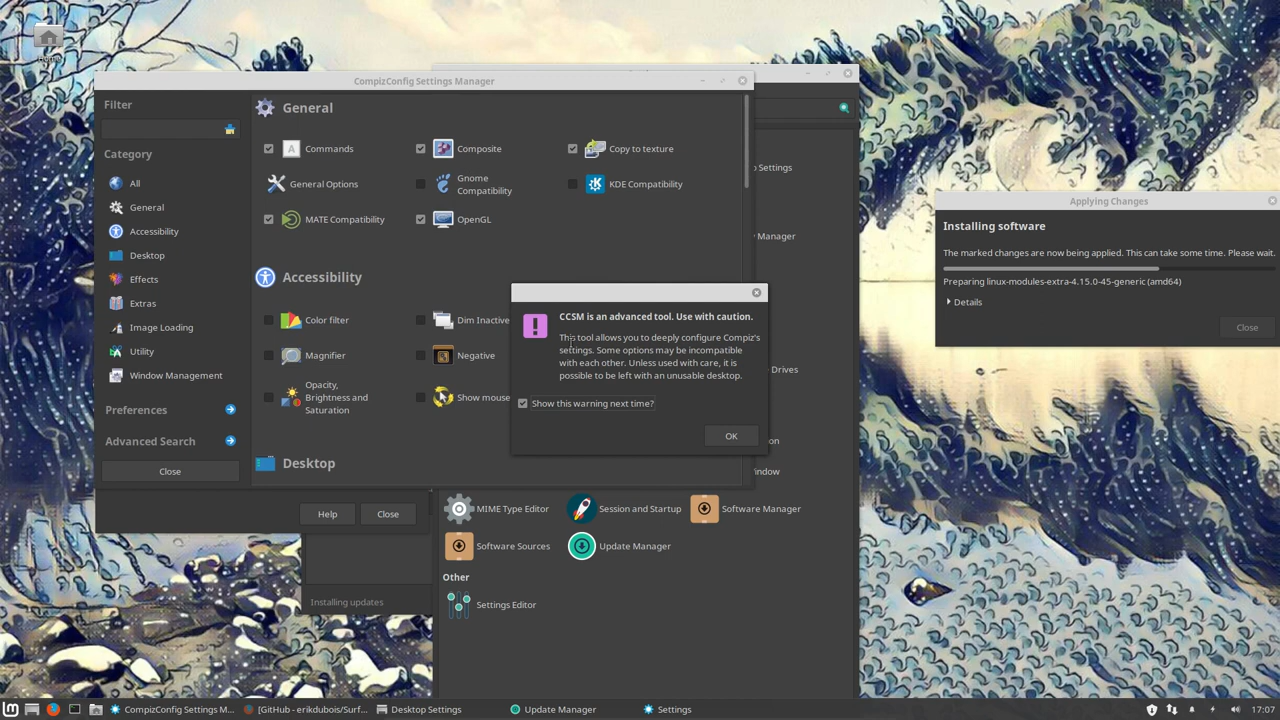 Home
CompizConfig Settings Manager
Filter
Category
All
General
Accessibility
Desktop
Effects
Extras
Image Loading
Utility
Window Management
Preferences
Advanced Search
Close
General
Commands
Composite
Copy to texture
General Options
Gnome
Compatibility
KDE Compatibility
MATE Compatibility
OpenGL
Accessibility
Color filter
Dim Inactive
Magnifier
Negative
Opacity,
Brightness and
Saturation
Show mouse
Desktop
CCSM is an advanced tool. Use with caution.
This tool allows you to deeply configure Compiz's
settings. Some options may be incompatible
with each other. Unless used with care, it is
possible to be left with an unusable desktop.
Show this warning next time?
OK
Settings
Manager
Drives
Help
Close
Installing updates
MIME Type Editor
Session and Startup
Software Manager
Software Sources
Update Manager
Other
Settings Editor
Applying Changes
Installing software
The marked changes are now being applied. This can take some time. Please wait.
Preparing linux-modules-extra-4.15.0-45-generic (amd64)
Details
Close
CompizConfig Settings M...
[GitHub - erikdubois/Surf...
Desktop Settings
Update Manager
Settings
17:07